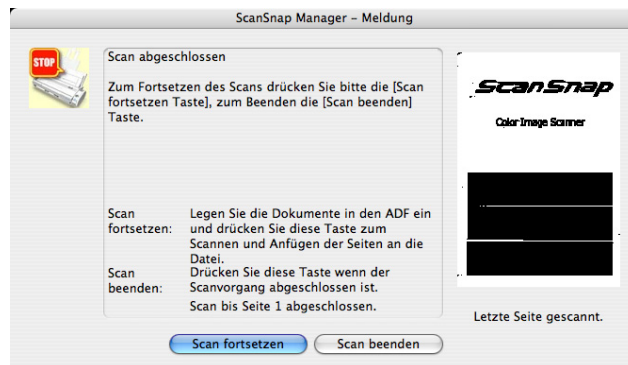 ScanSnap Manager – Meldung
STOP
Scan abgeschlossen
Zum Fortsetzen des Scans drücken Sie bitte die [Scan
fortsetzen Taste], zum Beenden die [Scan beenden]
Taste.
Scan
fortsetzen:
Legen Sie die Dokumente in den ADF ein
und drücken Sie diese Taste zum
Scannen und Anfügen der Seiten an die
Datei.
Scan
beenden:
Drücken Sie diese Taste wenn der
Scanvorgang abgeschlossen ist.
Scan bis Seite 1 abgeschlossen.
ScanSnap
Color Image Scanner
Letzte Seite gescannt.
Scan fortsetzen
Scan beenden